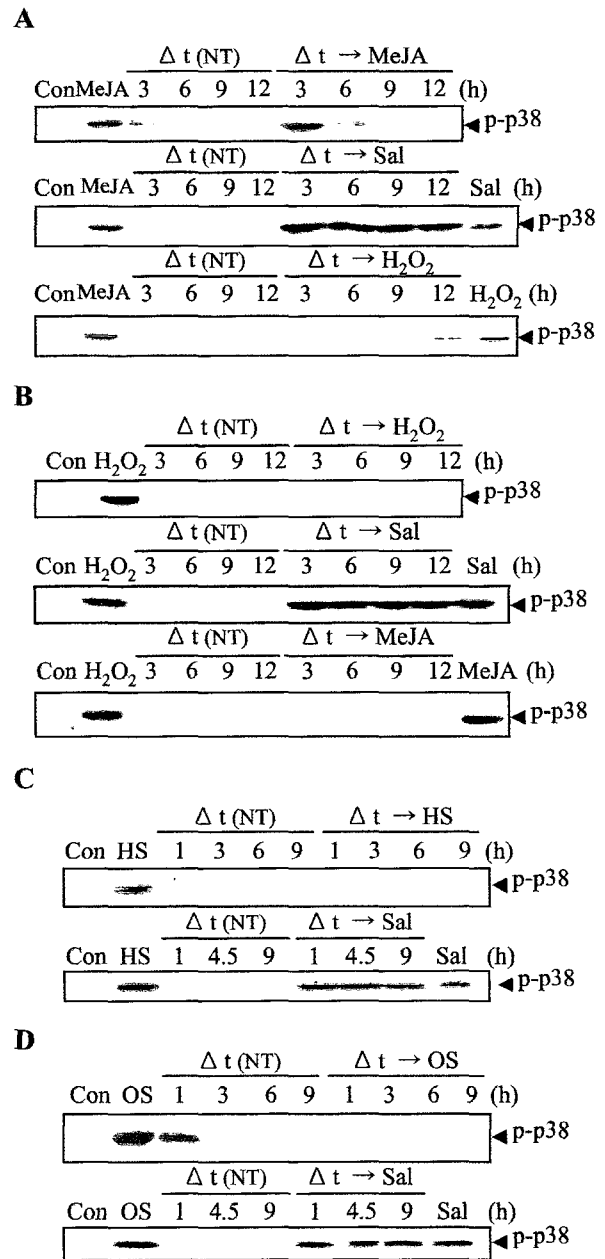 A
Δ t (NT) Δ t → MeJA
Con MeJA 3 6 9 12 3 6 9 12 (h)
p-p38
Δ t (NT) Δ t → Sal
Con MeJA 3 6 9 12 3 6 9 12 Sal (h)
p-p38
Δ t (NT) Δ t → H₂O₂
Con MeJA 3 6 9 12 3 6 9 12 H₂O₂ (h)
p-p38
B
Δ t (NT) Δ t → H₂O₂
Con H₂O₂ 3 6 9 12 3 6 9 12 (h)
p-p38
Δ t (NT) Δ t → Sal
Con H₂O₂ 3 6 9 12 3 6 9 12 Sal (h)
p-p38
Δ t (NT) Δ t → MeJA
Con H₂O₂ 3 6 9 12 3 6 9 12 MeJA (h)
p-p38
C
Δ t (NT) Δ t → HS
Con HS 1 3 6 9 1 3 6 9 (h)
p-p38
Δ t (NT) Δ t → Sal
Con HS 1 4.5 9 1 4.5 9 Sal (h)
p-p38
D
Δ t (NT) Δ t → OS
Con OS 1 3 6 9 1 3 6 9 (h)
p-p38
Δ t (NT) Δ t → Sal
Con OS 1 4.5 9 1 4.5 9 Sal (h)
p-p38